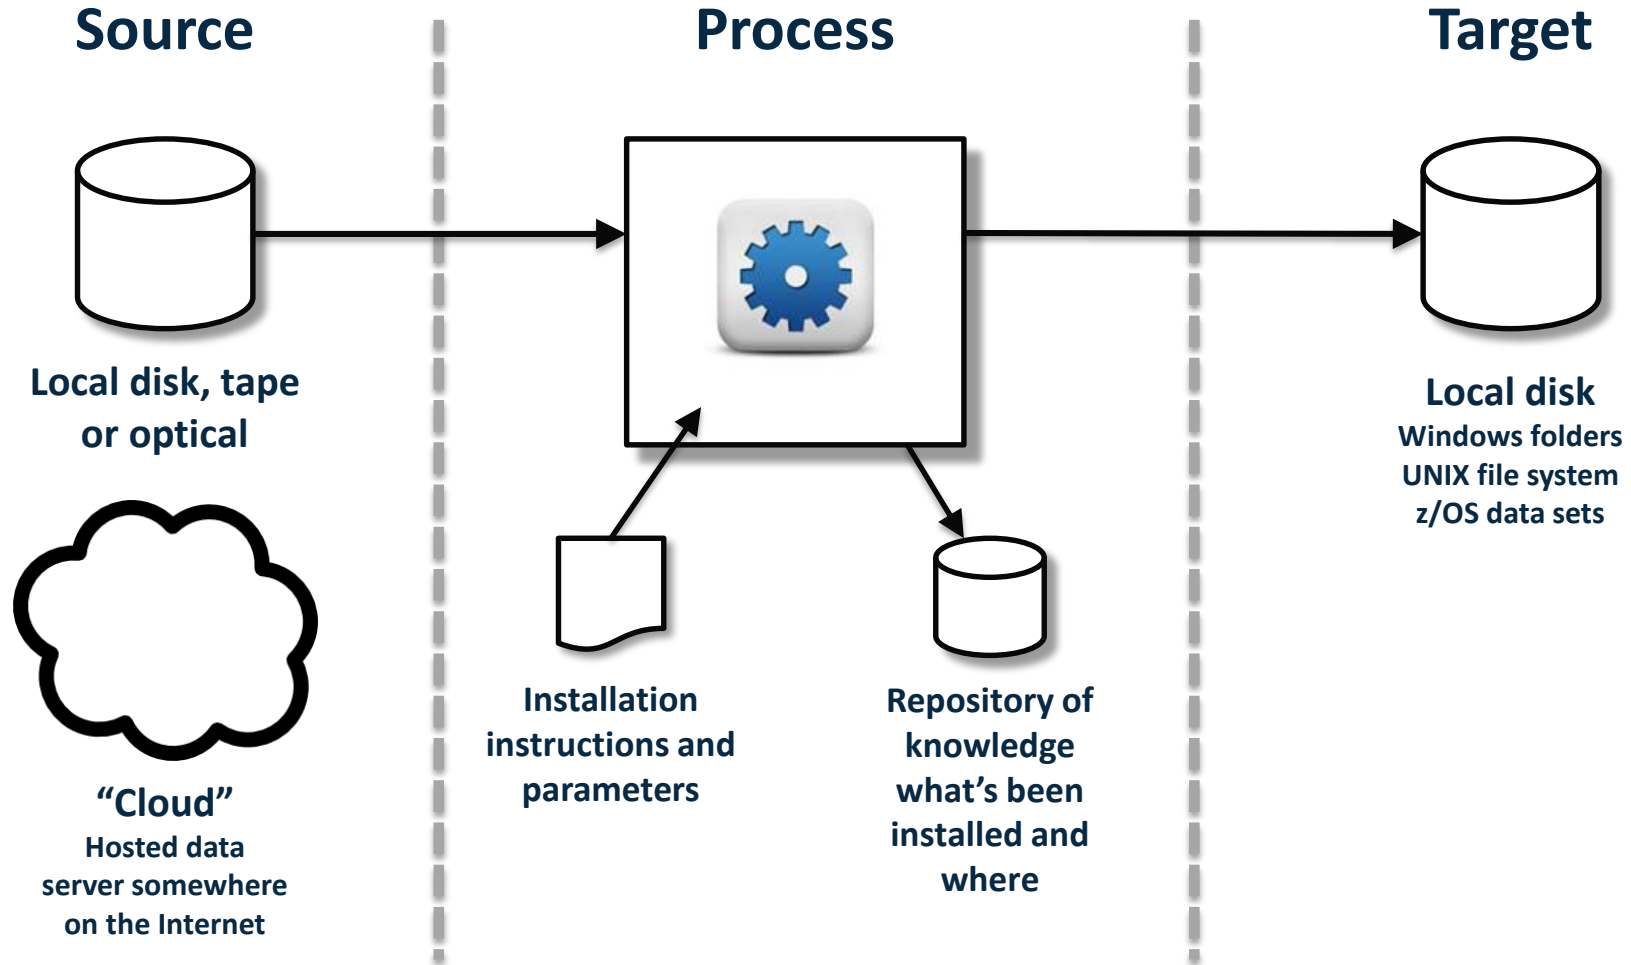 Source
Process
Target
Local disk, tape
or optical
“Cloud”
Hosted data
server somewhere
on the Internet
Installation
instructions and
parameters
Repository of
knowledge
what’s been
installed and
where
Local disk
Windows folders
UNIX file system
z/OS data sets